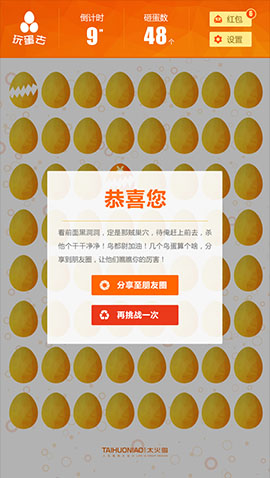 玩蛋去
倒计时
9"
砸蛋数
48个
红包
6
设置
恭喜您
看前面黑洞洞，定是那贼巢穴，待俺赶上前去，杀
他个干干净净！鸟都尉加油！几个鸟蛋算个啥，分
享到朋友圈，让他们瞧瞧你的厉害！
分享至朋友圈
再挑战一次
TAIHUONIAO 太火鸟